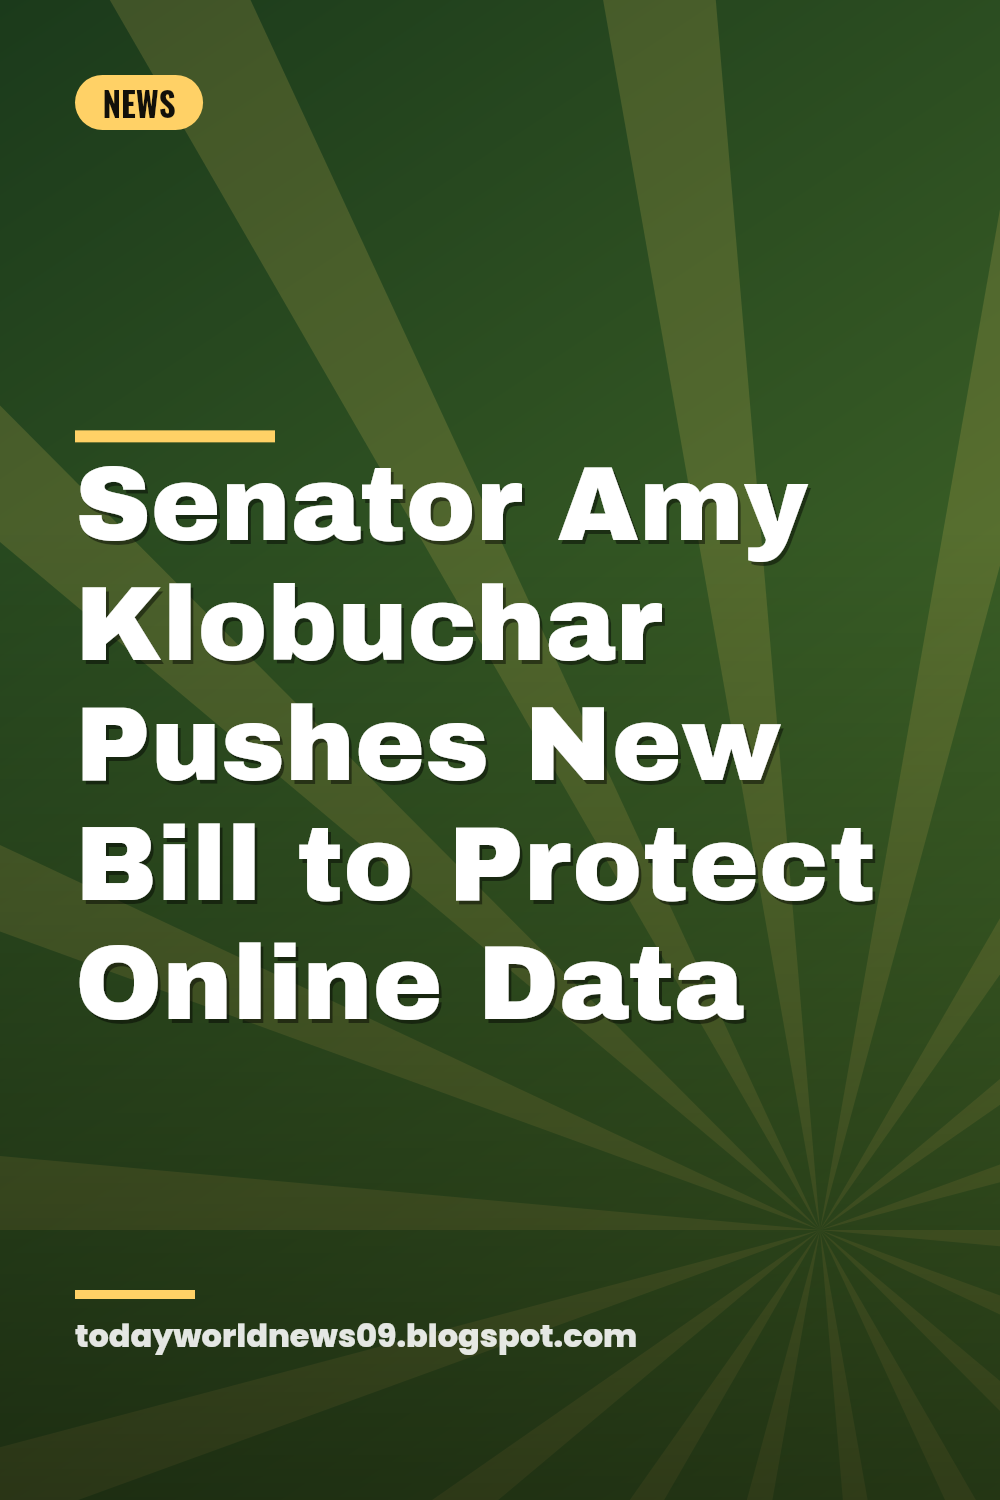 NEWS
Senator Amy
Klobuchar
Pushes New
Bill to Protect
Online Data
todayworldnews09.blogspot.com